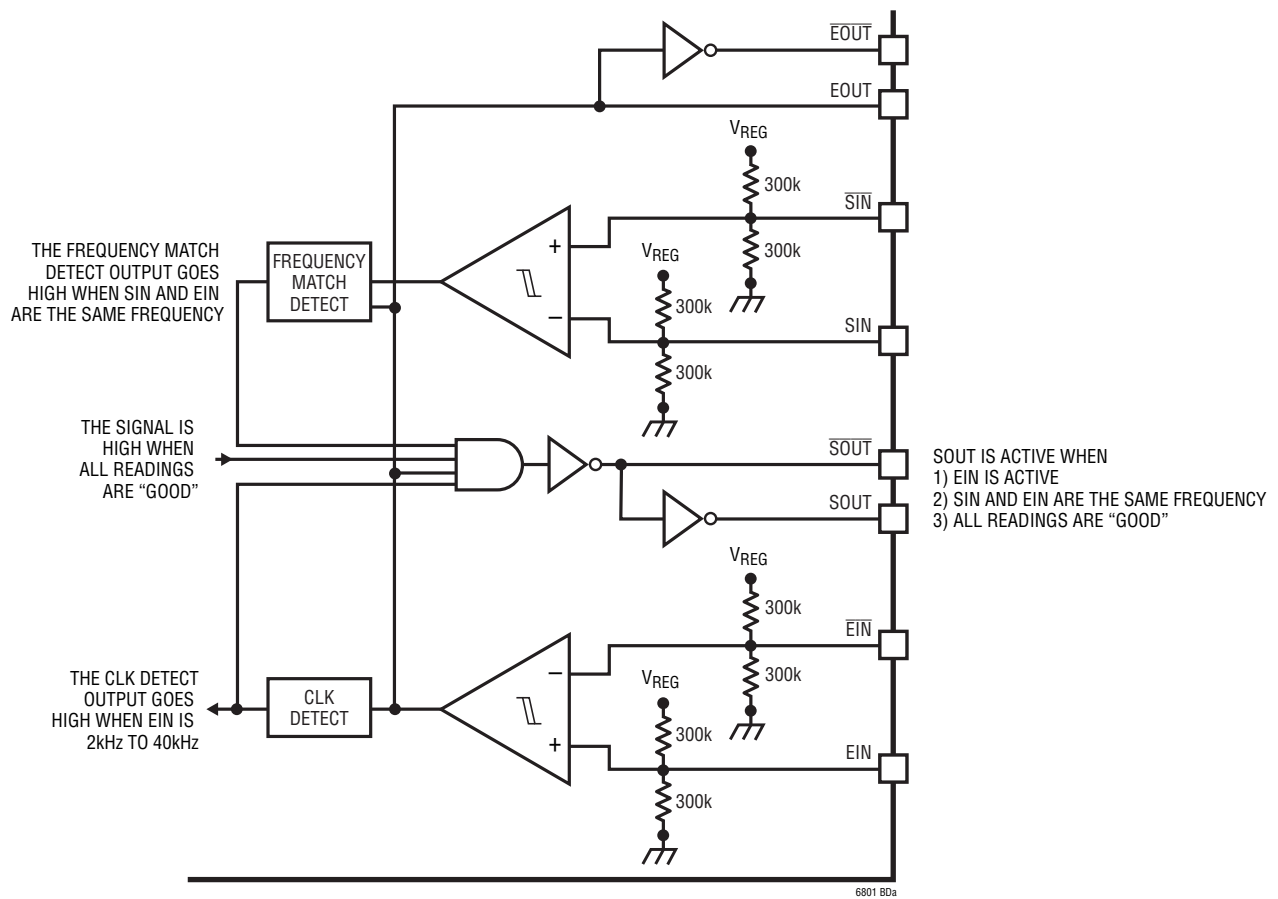 EOUT
EOUT
VREG
300k
SIN
300k
VREG
300k
SIN
300k
THE FREQUENCY MATCH
DETECT OUTPUT GOES
HIGH WHEN SIN AND EIN
ARE THE SAME FREQUENCY
FREQUENCY
MATCH
DETECT
+
−
THE SIGNAL IS
HIGH WHEN
ALL READINGS
ARE “GOOD”
SOUT
SOUT
SOUT IS ACTIVE WHEN
1) EIN IS ACTIVE
2) SIN AND EIN ARE THE SAME FREQUENCY
3) ALL READINGS ARE “GOOD”
VREG
300k
EIN
300k
VREG
300k
EIN
300k
THE CLK DETECT
OUTPUT GOES
HIGH WHEN EIN IS
2kHz TO 40kHz
CLK
DETECT
−
+
6801 BDa